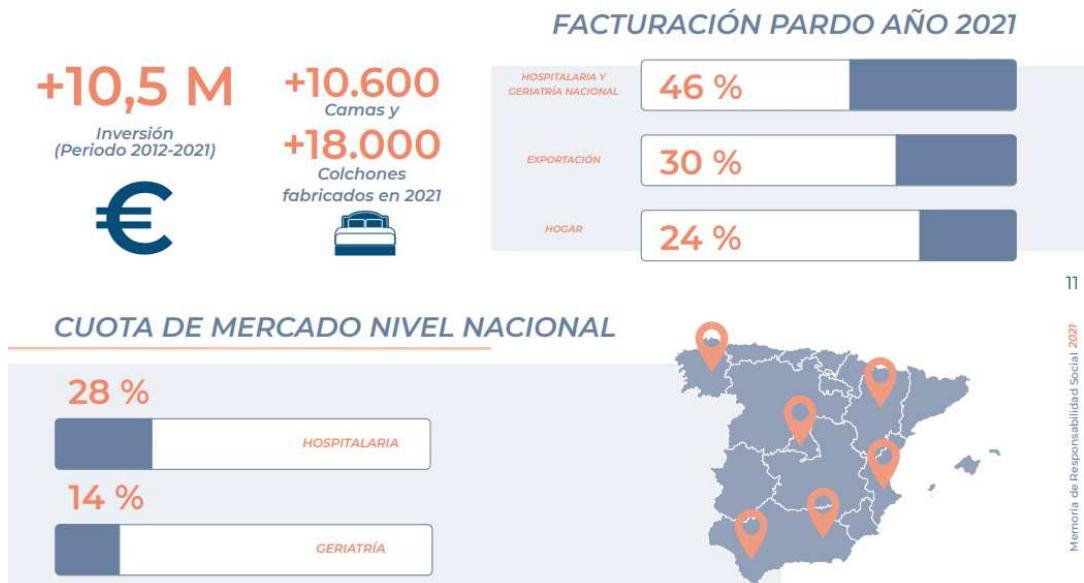 FACTURACIÓN PARDO AÑO 2021
+10,5 M
Inversión
(Periodo 2012-2021)
€
+10.600
Camas y
+18.000
Colchones
fabricados en 2021
HOSPITALARIA Y
GERIATRÍA NACIONAL
46 %
EXPORTACIÓN
30 %
HOGAR
24 %
11
CUOTA DE MERCADO NIVEL NACIONAL
28 %
HOSPITALARIA
14 %
GERIATRÍA
Memoria de Responsabilidad Social 2021